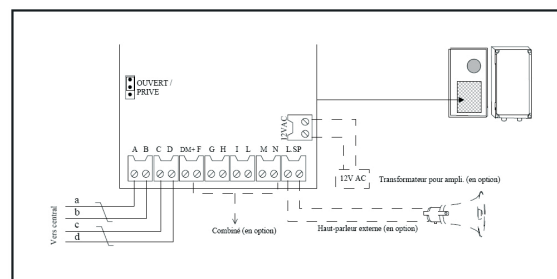 OUVERT /
PRIVE
12VAC
A B C D DM+ F G H I L M N L SP
12V AC
Transformateur pour ampli. (en option)
a
b
c
d
Vers central
Combiné (en option)
Haut-parleur externe (en option)